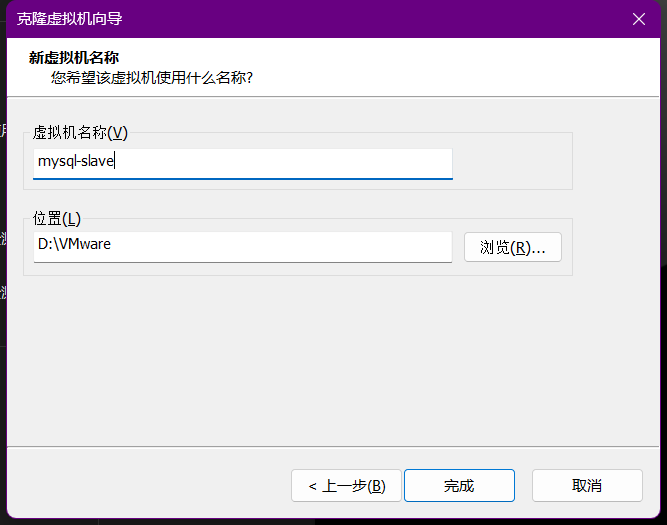 克隆虚拟机向导
新虚拟机名称
您希望该虚拟机使用什么名称?
虚拟机名称(V)
mysql-slave
位置(L)
D:\VMware
浏览(R)...
< 上一步(B)
完成
取消